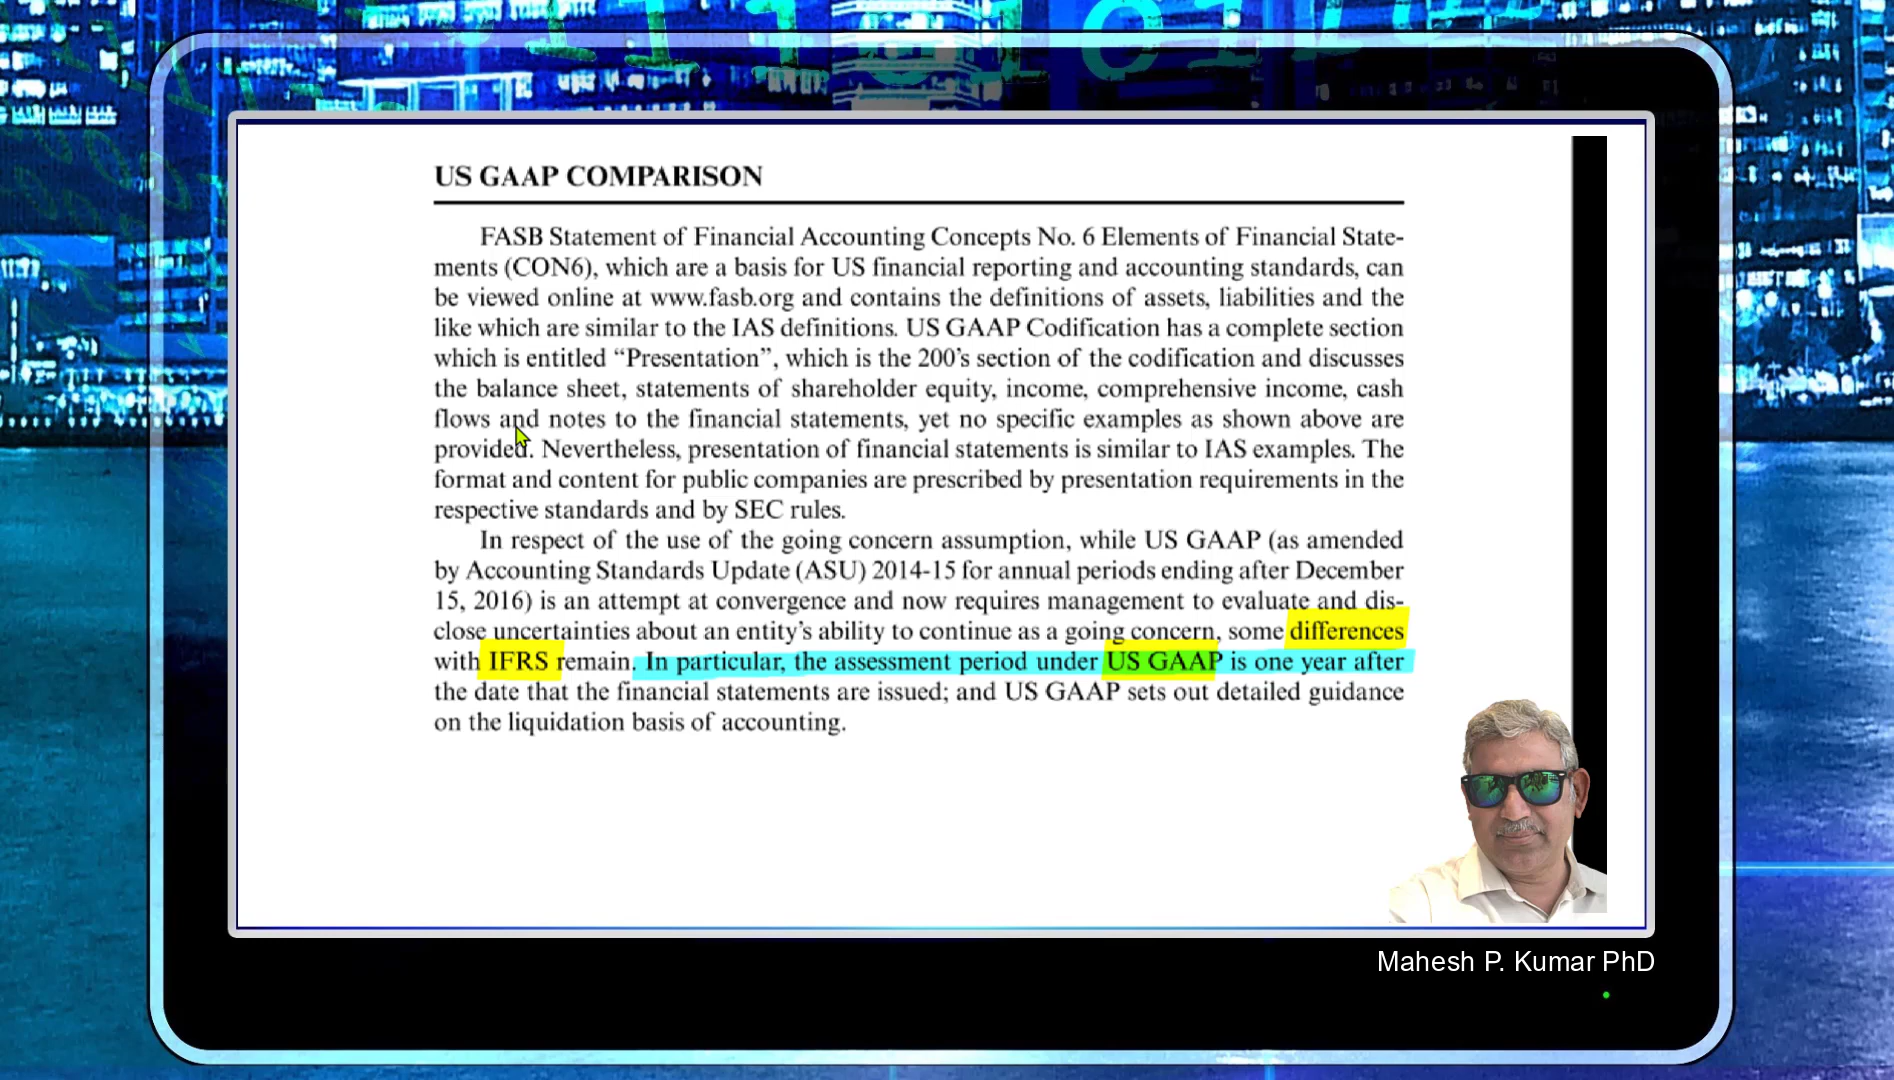 US GAAP COMPARISON
FASB Statement of Financial Accounting Concepts No. 6 Elements of Financial State-
ments (CON6), which are a basis for US financial reporting and accounting standards, can
be viewed online at www.fasb.org and contains the definitions of assets, liabilities and the
like which are similar to the IAS definitions. US GAAP Codification has a complete section
which is entitled “Presentation”, which is the 200’s section of the codification and discusses
the balance sheet, statements of shareholder equity, income, comprehensive income, cash
flows and notes to the financial statements, yet no specific examples as shown above are
provided. Nevertheless, presentation of financial statements is similar to IAS examples. The
format and content for public companies are prescribed by presentation requirements in the
respective standards and by SEC rules.
In respect of the use of the going concern assumption, while US GAAP (as amended
by Accounting Standards Update (ASU) 2014-15 for annual periods ending after December
15, 2016) is an attempt at convergence and now requires management to evaluate and dis-
close uncertainties about an entity’s ability to continue as a going concern, some differences
with IFRS remain. In particular, the assessment period under US GAAP is one year after
the date that the financial statements are issued; and US GAAP sets out detailed guidance
on the liquidation basis of accounting.
Mahesh P. Kumar PhD